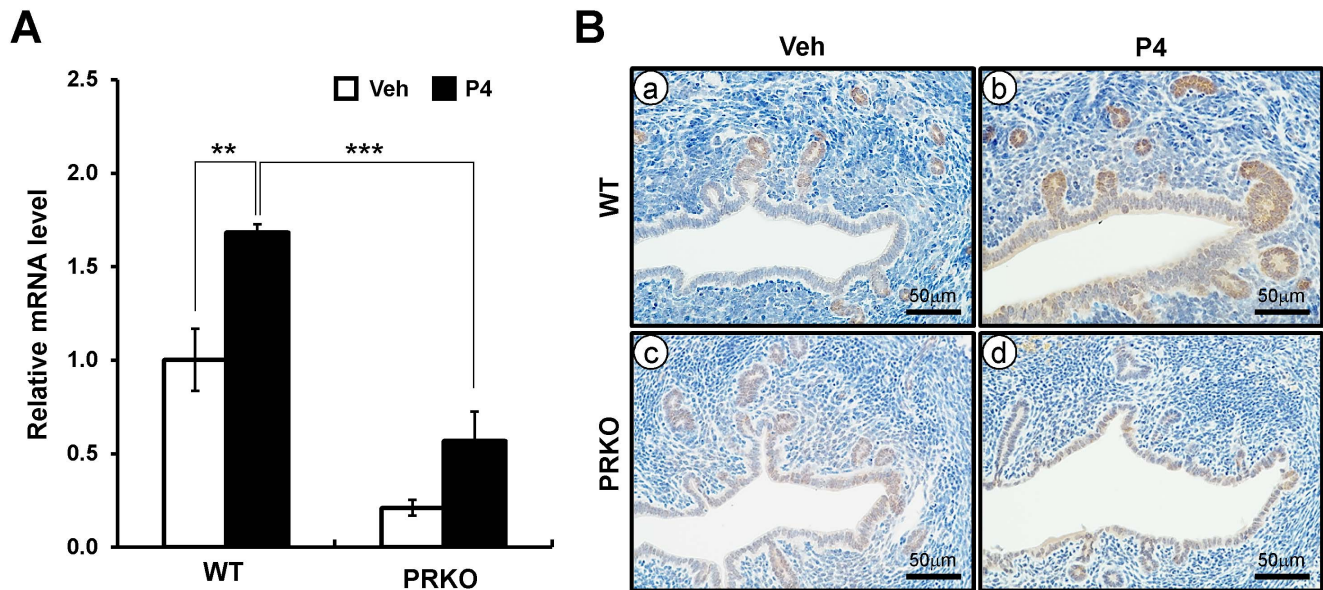 A
Relative mRNA level
2.5
2.0
1.5
1.0
0.5
0.0
Veh
P4
**
***
WT
PRKO
B
Veh
P4
WT
PRKO
a
50μm
b
50μm
c
50μm
d
50μm